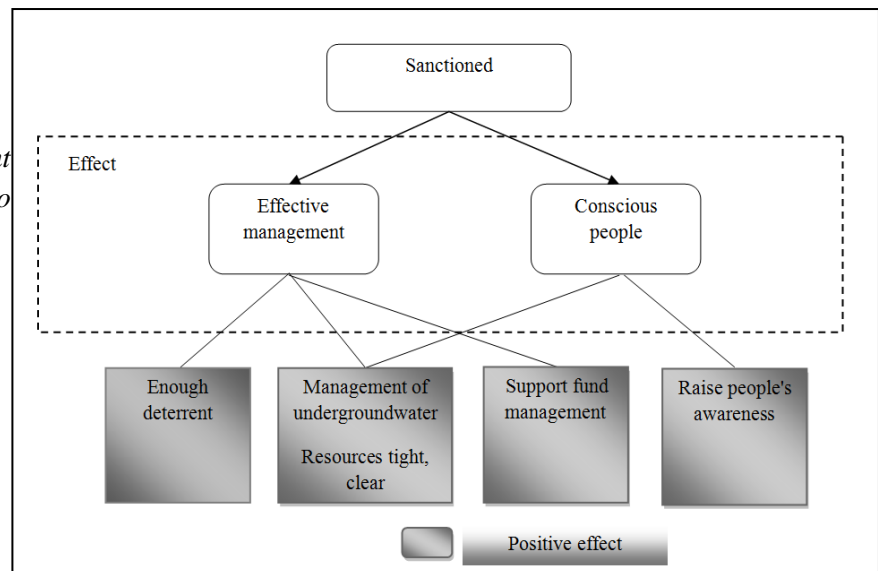 Sanctioned
Effect
Effective
management
Conscious
people
Enough
deterrent
Management of
undergroundwater
Resources tight,
clear
Support fund
management
Raise people's
awareness
Positive effect